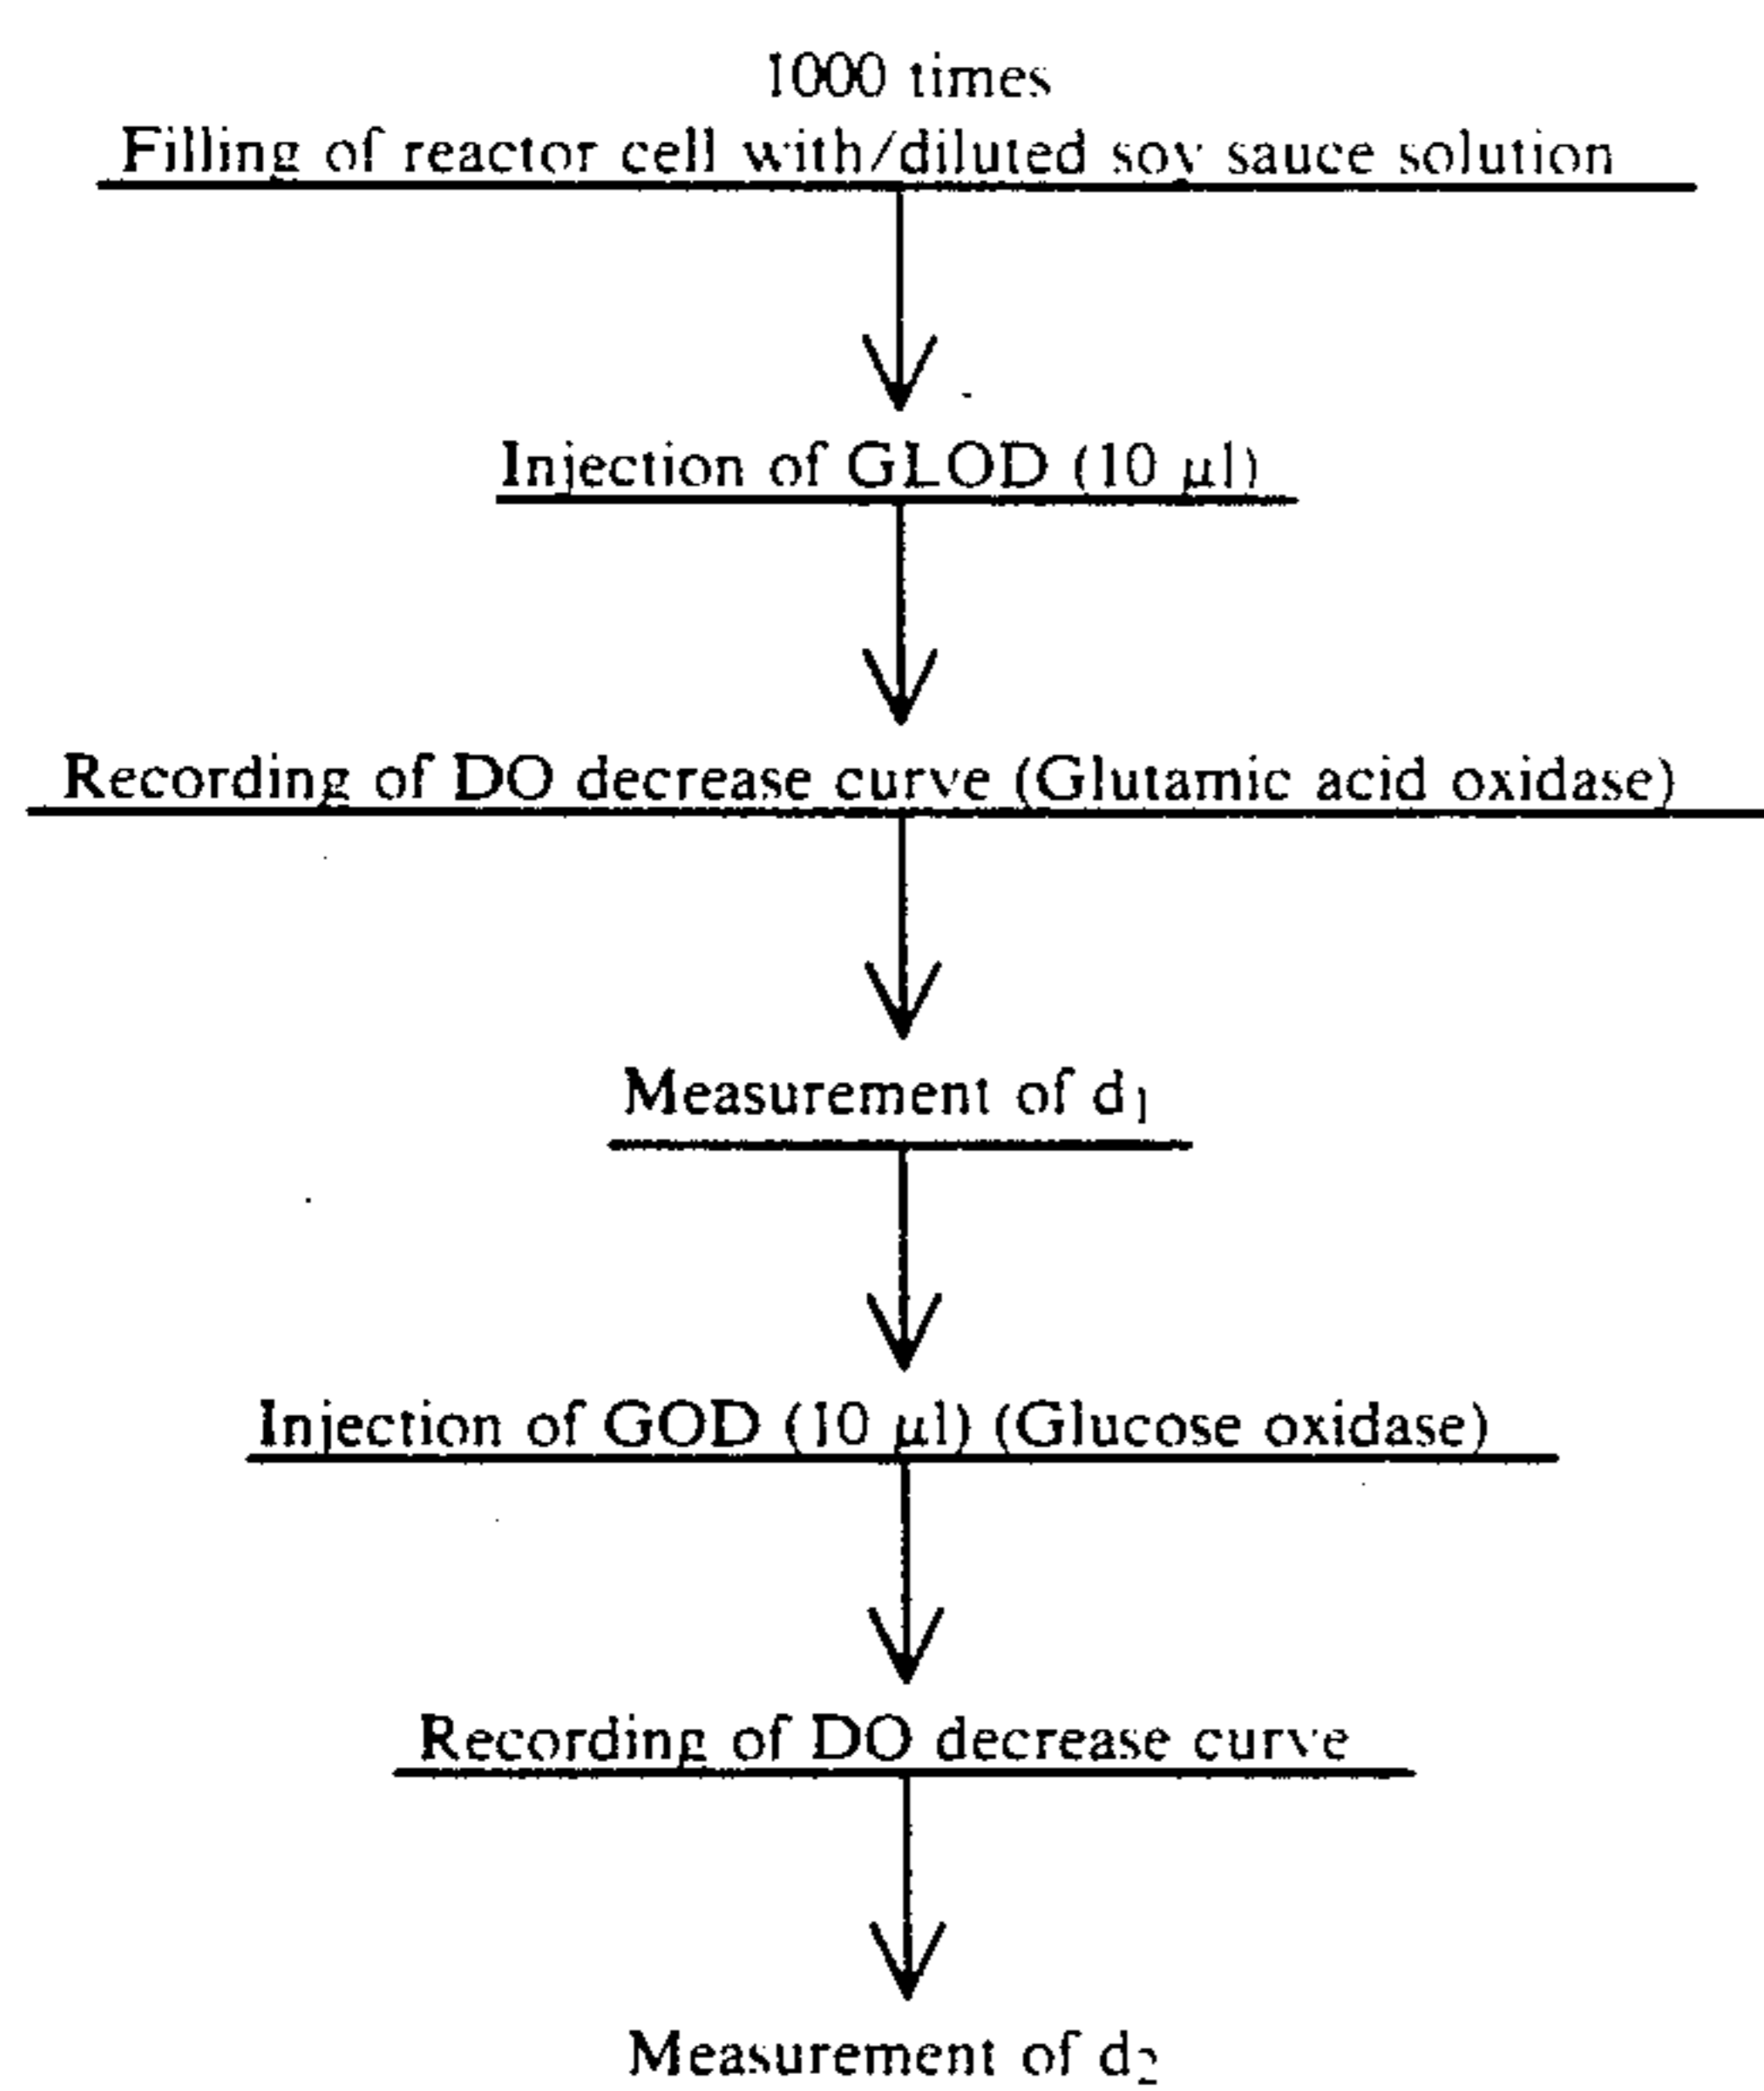 1000 times
Filling of reactor cell with/diluted soy sauce solution
Injection of GLOD (10 µl)
Recording of DO decrease curve (Glutamic acid oxidase)
Measurement of d₁
Injection of GOD (10 µl) (Glucose oxidase)
Recording of DO decrease curve
Measurement of d₂